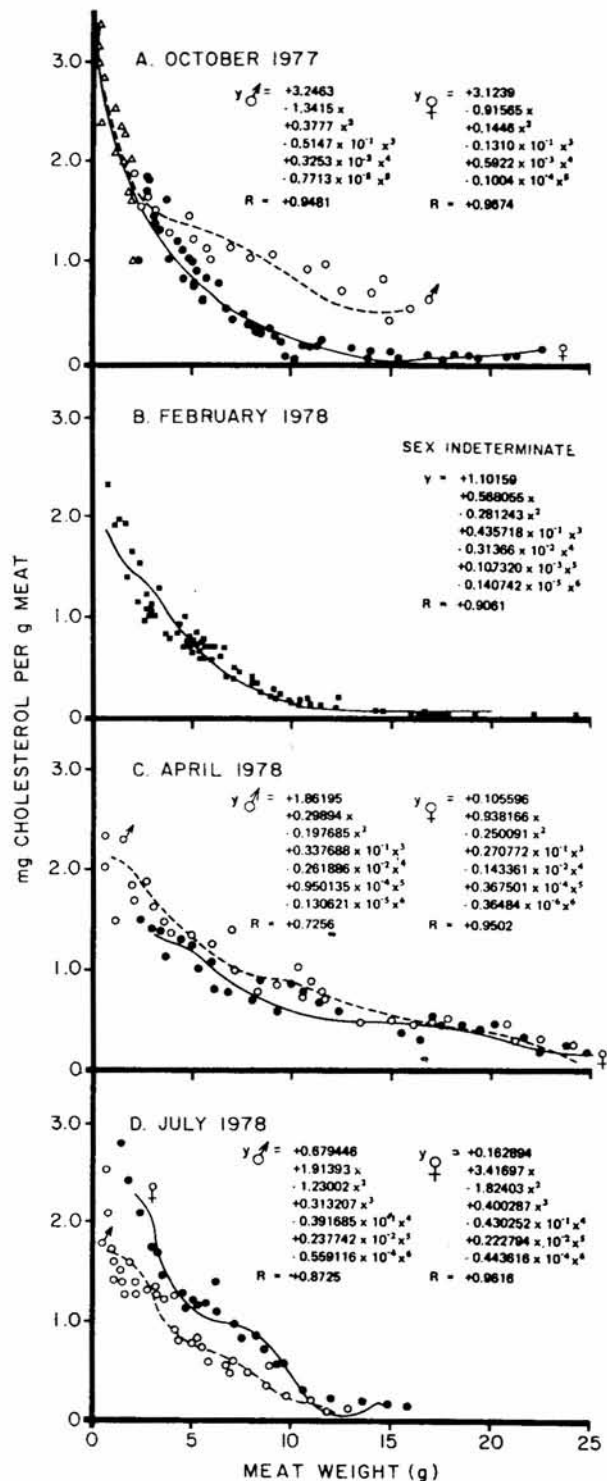 mg CHOLESTEROL PER g MEAT
A. OCTOBER 1977
y ♂ = +3.2463
- 1.3415 x
+0.3777 x²
- 0.5147 x 10⁻¹ x³
+0.3253 x 10⁻² x⁴
R = +0.9481
y ♀ = +3.1239
- 0.91565 x
+0.1446 x²
- 0.1310 x 10⁻¹ x³
+0.5922 x 10⁻³ x⁴
- 0.1004 x 10⁻⁴ x⁵
R = +0.9674
3.0
2.0
1.0
0
♂
♀
B. FEBRUARY 1978
SEX INDETERMINATE
y = +1.10159
+0.568055 x
- 0.281243 x²
+0.435718 x 10⁻¹ x³
- 0.31366 x 10⁻² x⁴
+0.107320 x 10⁻³ x⁵
- 0.140742 x 10⁻⁵ x⁶
R = +0.9061
3.0
2.0
1.0
0
C. APRIL 1978
y ♂ = +1.86195
+0.29894 x
- 0.197685 x²
+0.337688 x 10⁻¹ x³
- 0.261886 x 10⁻² x⁴
+0.950135 x 10⁻⁴ x⁵
- 0.130621 x 10⁻⁵ x⁶
R = +0.7256
y ♀ = +0.105596
+0.938166 x
- 0.250091 x²
+0.270772 x 10⁻¹ x³
- 0.143361 x 10⁻² x⁴
+0.367501 x 10⁻⁴ x⁵
- 0.36484 x 10⁻⁶ x⁶
R = +0.9502
3.0
2.0
1.0
0
♂
♀
D. JULY 1978
y ♂ = +0.679446
+1.91393 x
- 1.23002 x²
+0.313207 x³
- 0.391685 x 10⁻¹ x⁴
+0.237742 x 10⁻² x⁵
- 0.559116 x 10⁻⁴ x⁶
R = +0.8725
y ♀ = +0.162894
+3.41697 x
- 1.82403 x²
+0.400287 x³
- 0.430252 x 10⁻¹ x⁴
+0.222794 x 10⁻² x⁵
- 0.443616 x 10⁻⁴ x⁶
R = +0.9616
3.0
2.0
1.0
0
♀
♂
0 5 10 15 20 25
MEAT WEIGHT (g)